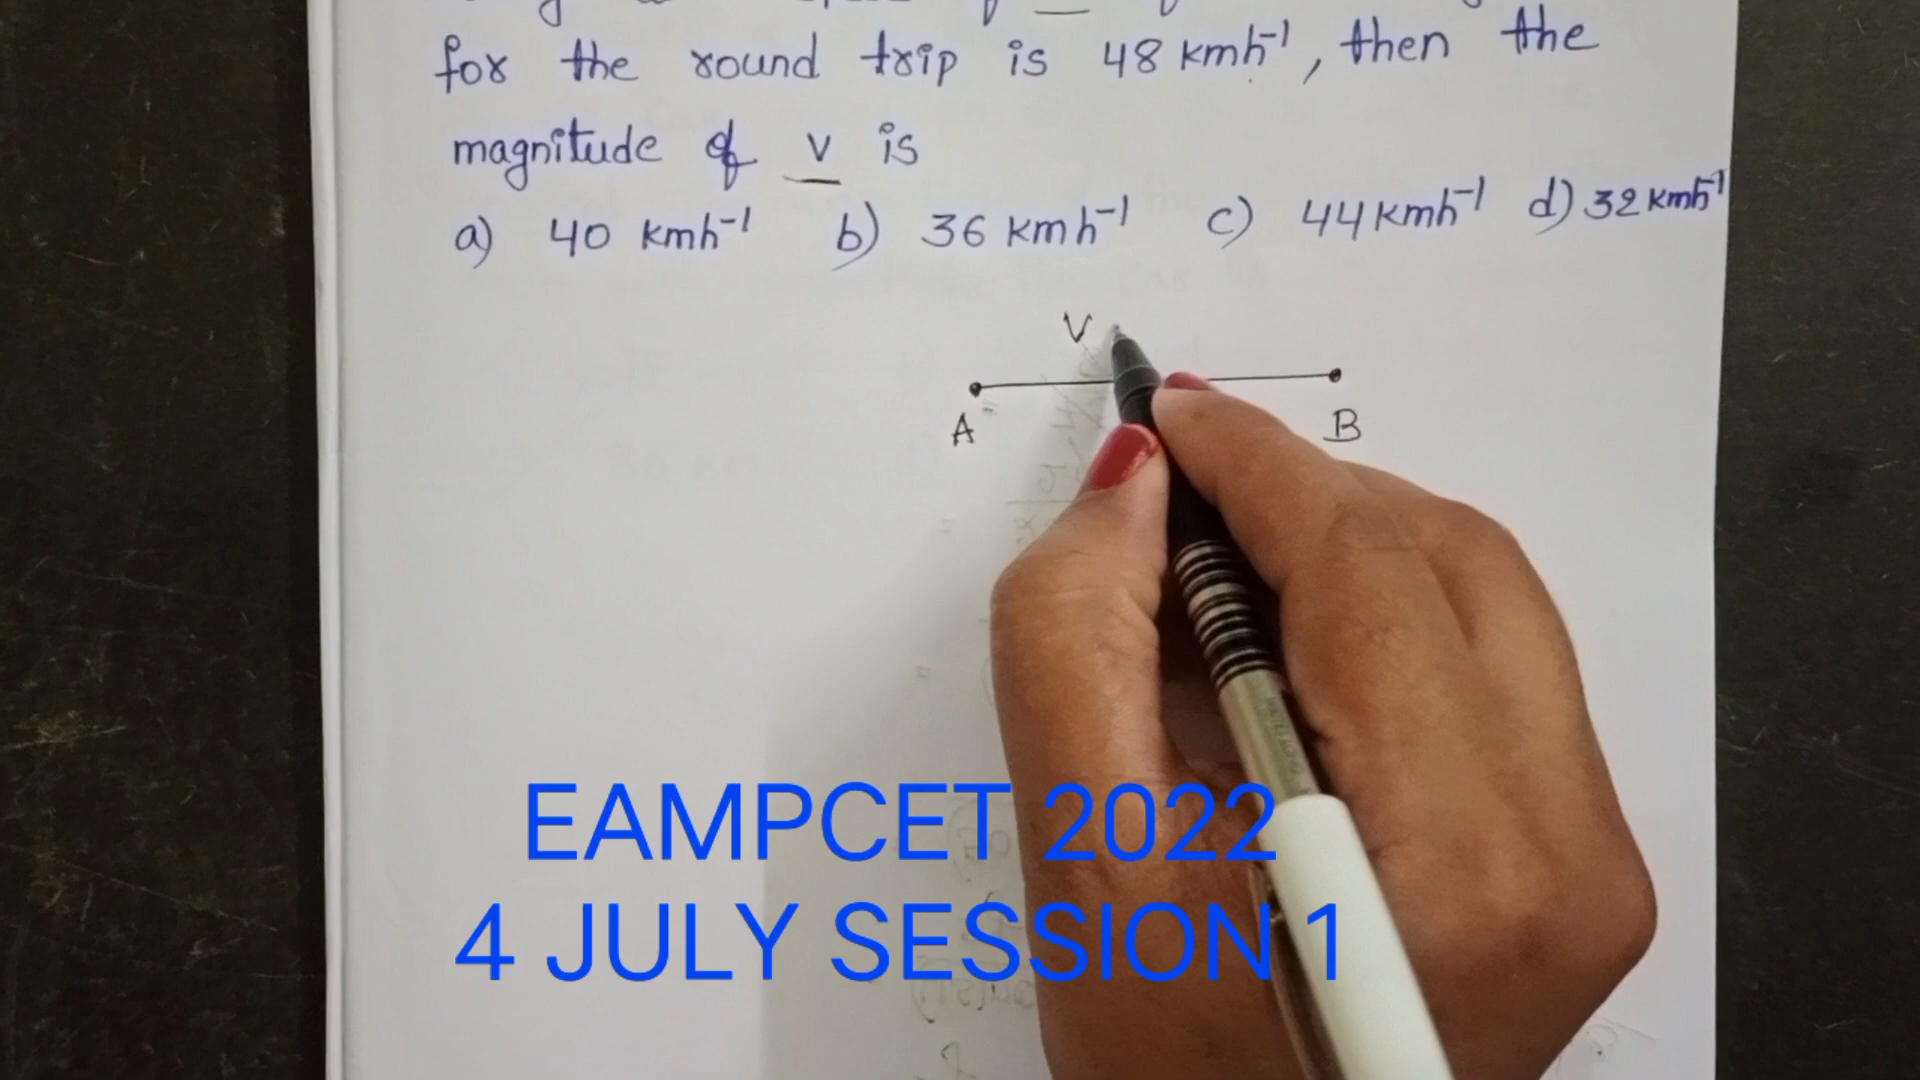 for the round trip is 48 kmh⁻¹, then the
magnitude of v is
a) 40 kmh⁻¹ b) 36 kmh⁻¹ c) 44 kmh⁻¹ d) 32 kmh⁻¹
V
A B
EAMPCET 2022
4 JULY SESSION 1